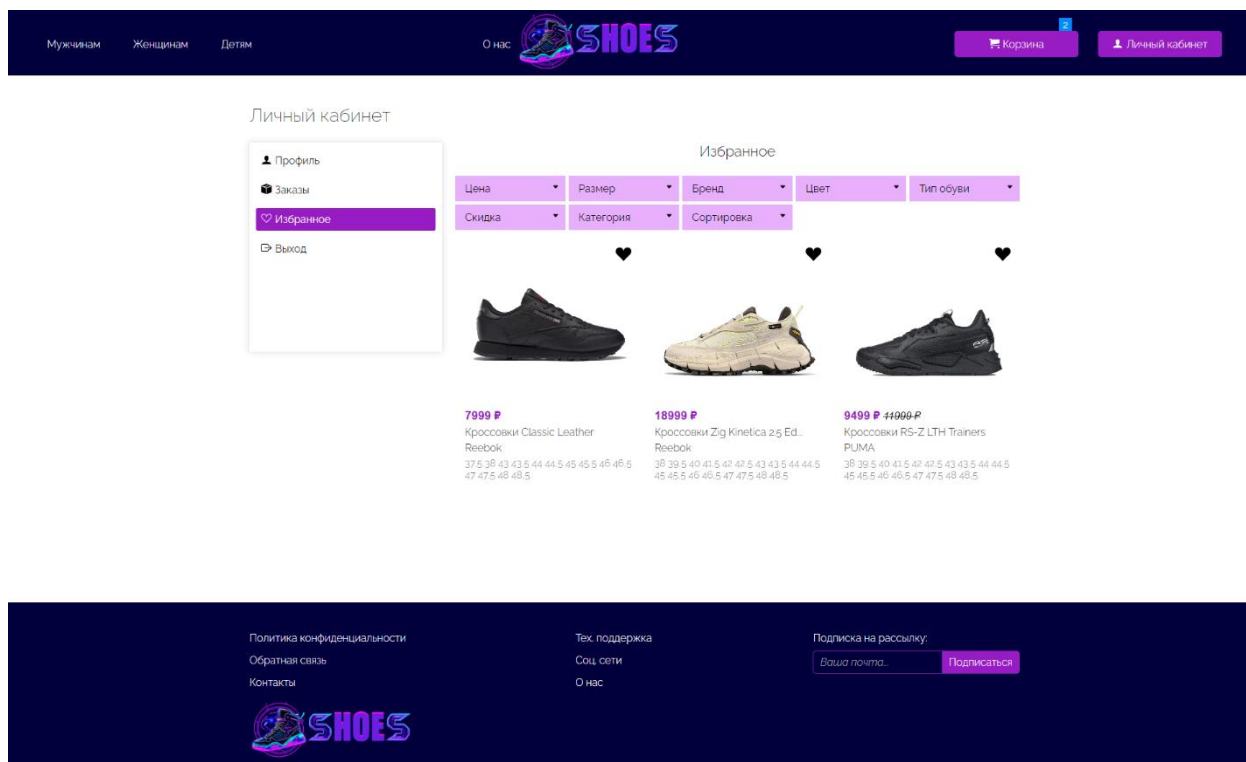 2
Мужчинам Женщинам Детям О нас SHOES Корзина Личный кабинет
Личный кабинет
Профиль
Заказы
Избранное
Выход
Избранное
Цена Размер Бренд Цвет Тип обуви
Скидка Категория Сортировка
7999 ₽
Кроссовки Classic Leather
Reebok
37.5 38 43 43.5 44 44.5 45 45.5 46 46.5
47 47.5 48 48.5
18999 ₽
Кроссовки Zig Kinetica 2.5 Ed...
Reebok
38 39.5 40 41.5 42 42.5 43 43.5 44 44.5
45 45.5 46 46.5 47 47.5 48 48.5
9499 ₽ 11999 ₽
Кроссовки RS-Z LTH Trainers
PUMA
38 39.5 40 41.5 42 42.5 43 43.5 44 44.5
45 45.5 46 46.5 47 47.5 48 48.5
Политика конфиденциальности
Обратная связь
Контакты
Тех. поддержка
Соц. сети
О нас
Подписка на рассылку:
Ваша почта... Подписаться
SHOES